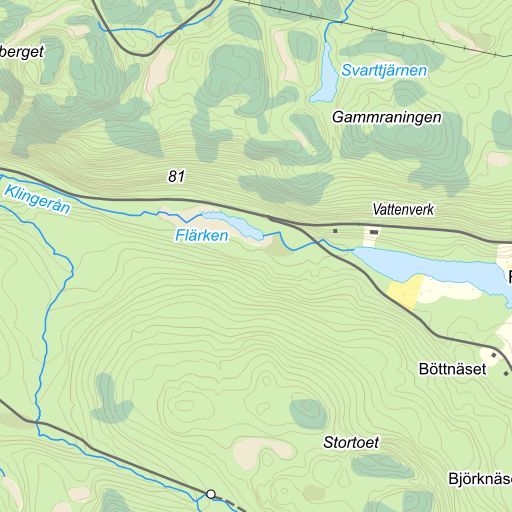 berget
Svarttjärnen
Gammraningen
81
Klingerån
Vattenverk
Flärken
F
Böttnäset
Stortoet
Björknäse